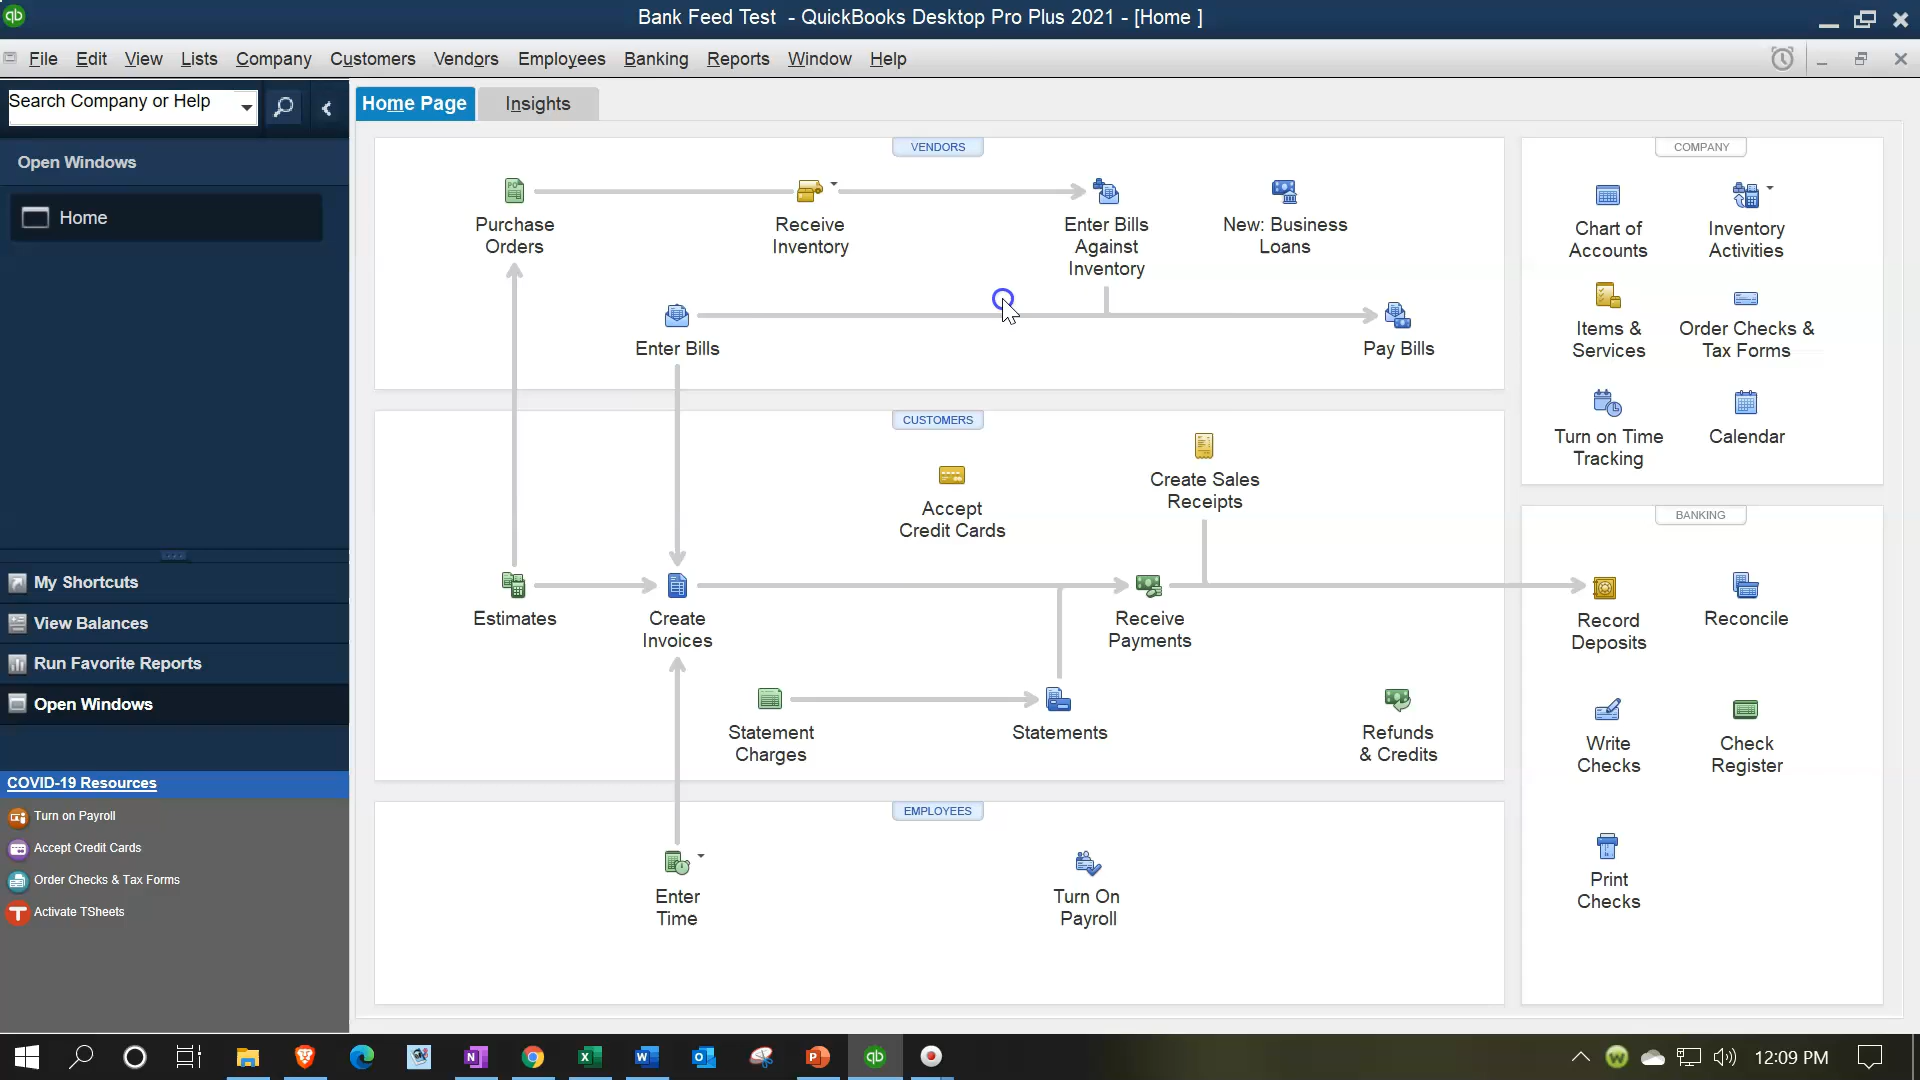 qb
Bank Feed Test - QuickBooks Desktop Pro Plus 2021 - [Home ]
File Edit View Lists Company Customers Vendors Employees Banking Reports Window Help
Search Company or Help
Open Windows
Home
My Shortcuts
View Balances
Run Favorite Reports
Open Windows
COVID-19 Resources
Turn on Payroll
Accept Credit Cards
Order Checks & Tax Forms
Activate TSheets
Home Page
Insights
VENDORS
Purchase
Orders
Receive
Inventory
Enter Bills
Against
Inventory
New: Business
Loans
Enter Bills
Pay Bills
CUSTOMERS
Accept
Credit Cards
Create Sales
Receipts
Estimates
Create
Invoices
Receive
Payments
Statement
Charges
Statements
Refunds
& Credits
EMPLOYEES
Enter
Time
Turn On
Payroll
COMPANY
Chart of
Accounts
Inventory
Activities
Items &
Services
Order Checks &
Tax Forms
Turn on Time
Tracking
Calendar
BANKING
Record
Deposits
Reconcile
Write
Checks
Check
Register
Print
Checks
12:09 PM